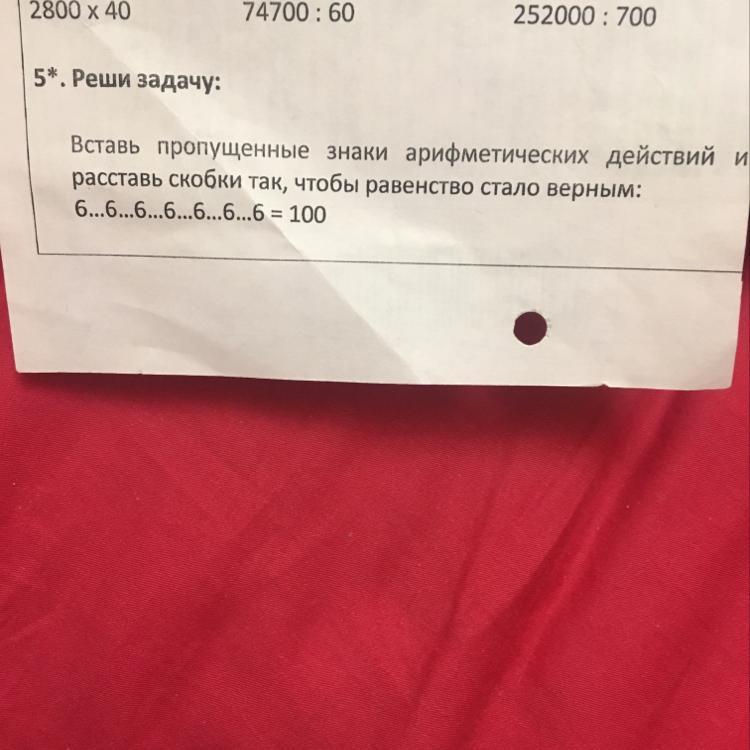 2800 х 40 74700 : 60 252000 : 700
5*. Реши задачу:
Вставь пропущенные знаки арифметических действий и
расставь скобки так, чтобы равенство стало верным:
6...6...6...6...6...6...6 = 100